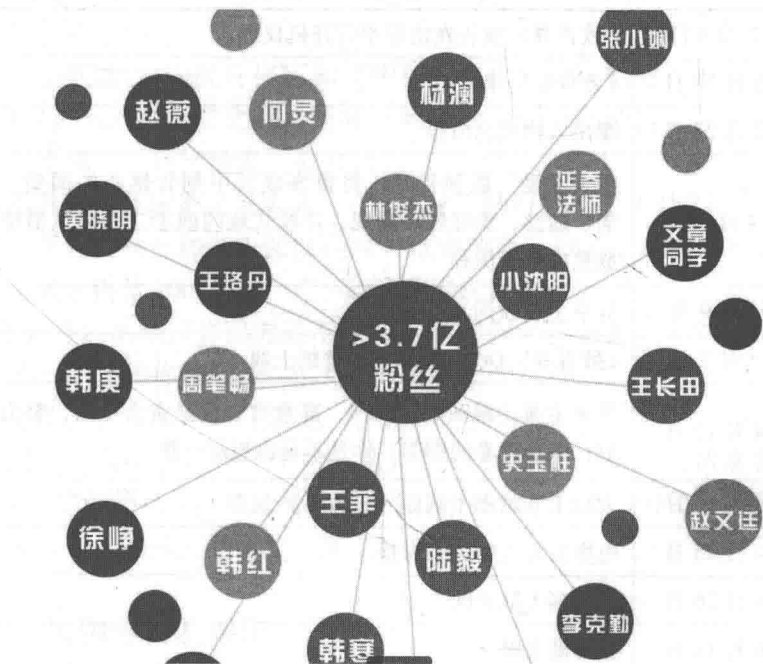 张小娴
杨澜
赵薇
何炅
延参
法师
林俊杰
黄晓明
文章
同学
王珞丹
小沈阳
>3.7亿
粉丝
韩庚
周笔畅
王长田
史玉柱
王菲
赵又廷
徐峥
韩红
陆毅
李克勤
韩寒